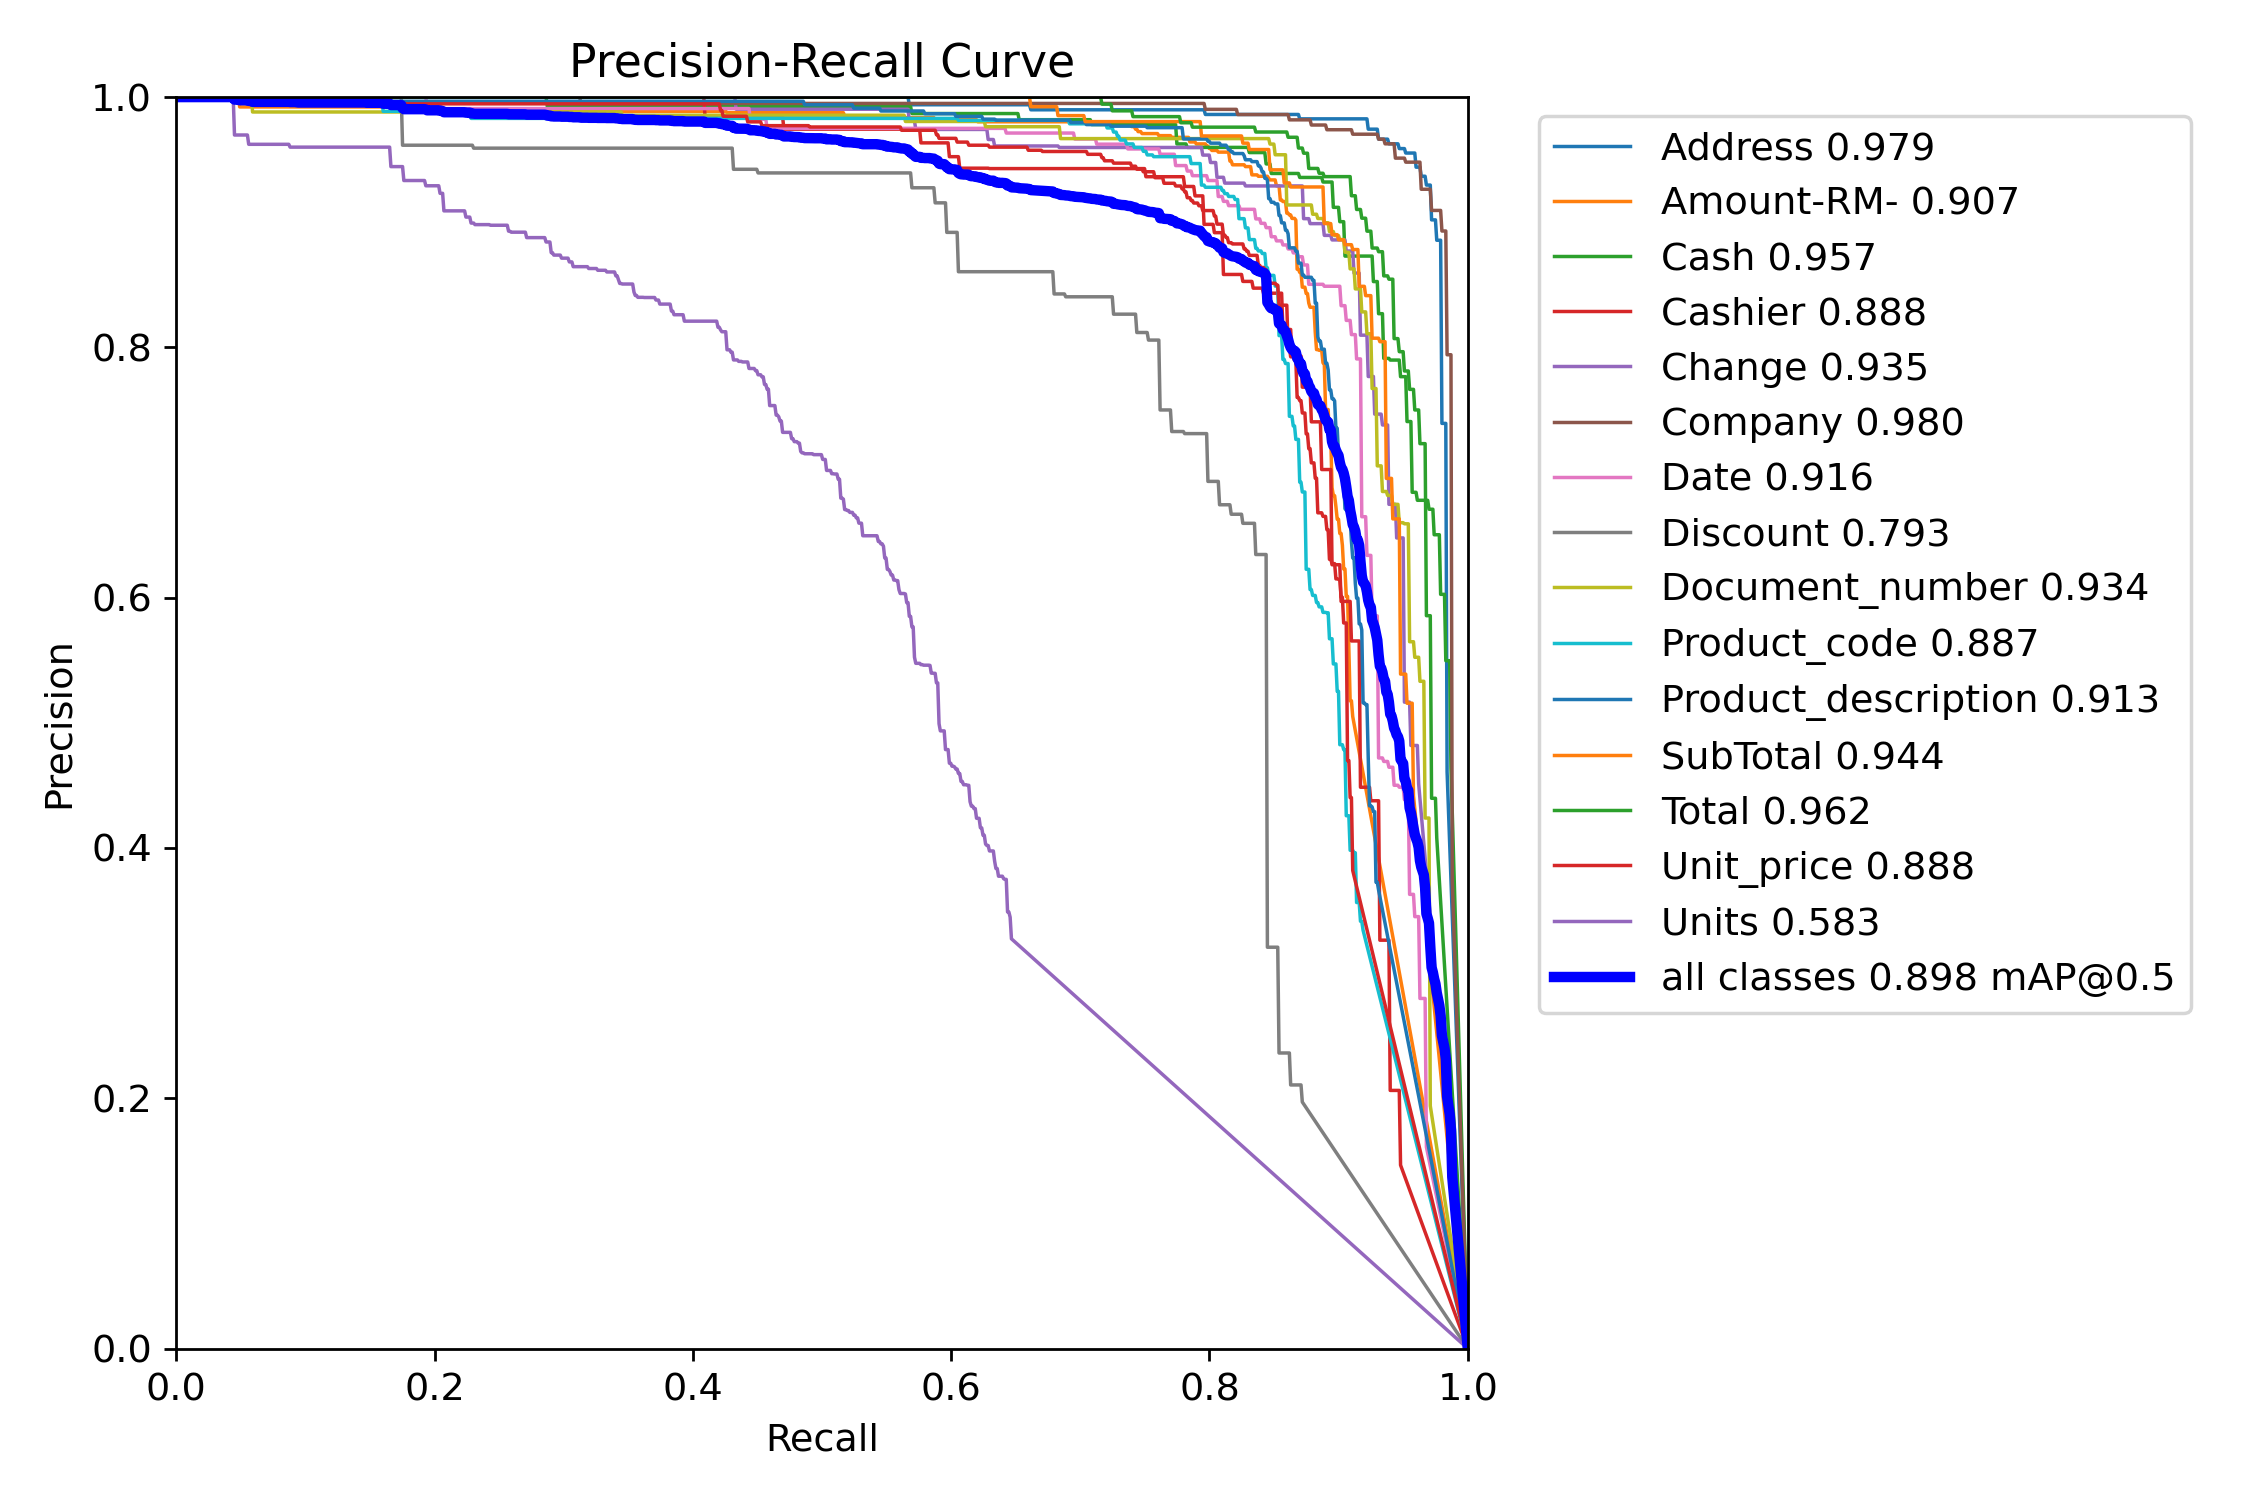 Precision-Recall Curve
1.0
0.8
0.6
0.4
0.2
0.0
Precision
0.0 0.2 0.4 0.6 0.8 1.0
Recall
Address 0.979
Amount-RM- 0.907
Cash 0.957
Cashier 0.888
Change 0.935
Company 0.980
Date 0.916
Discount 0.793
Document_number 0.934
Product_code 0.887
Product_description 0.913
SubTotal 0.944
Total 0.962
Unit_price 0.888
Units 0.583
all classes 0.898 mAP@0.5